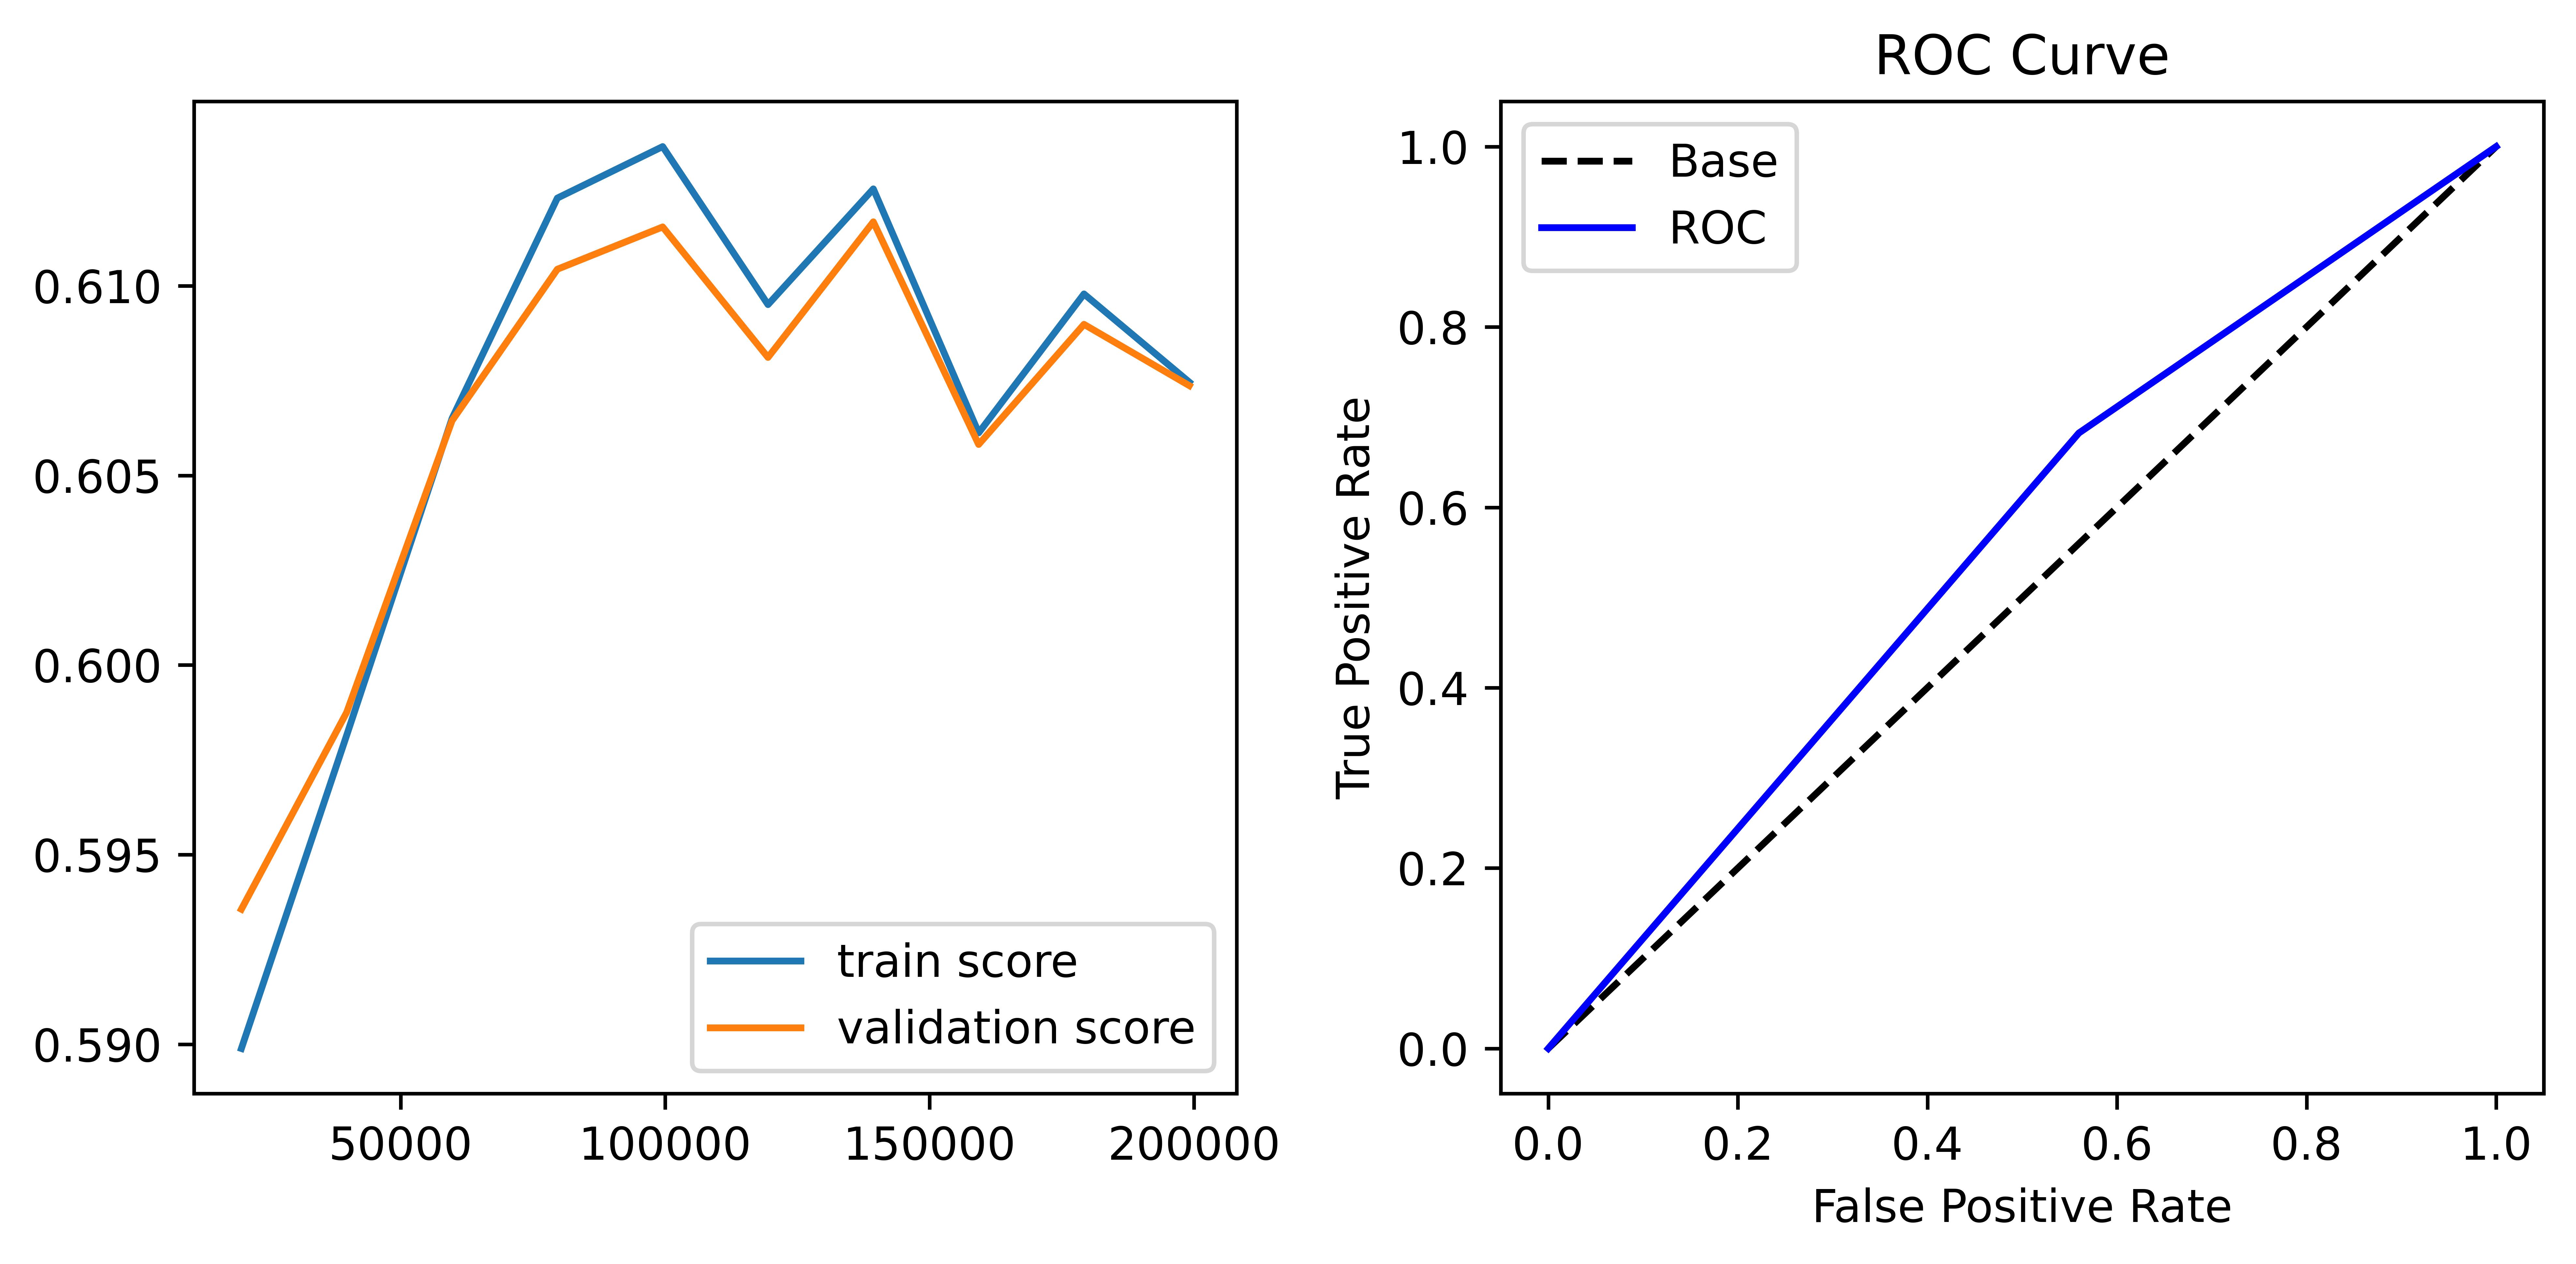 0.610
0.605
0.600
0.595
0.590
50000 100000 150000 200000
train score
validation score
ROC Curve
Base
ROC
True Positive Rate
1.0
0.8
0.6
0.4
0.2
0.0
0.0 0.2 0.4 0.6 0.8 1.0
False Positive Rate